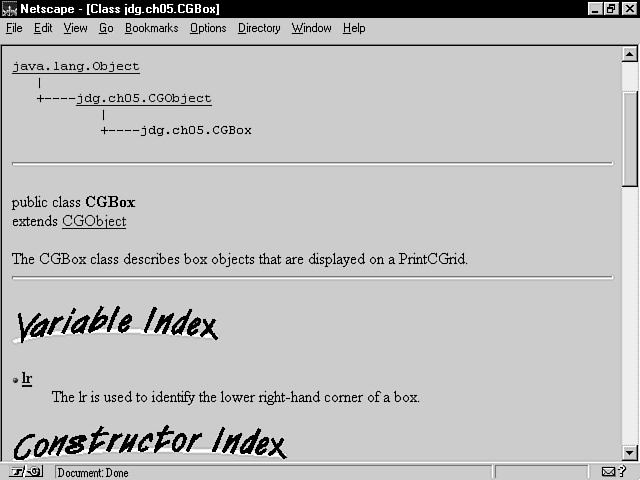 Netscape - [Class jdg.ch05.CGBox]
File Edit View Go Bookmarks Options Directory Window Help
java.lang.Object
|
+----jdg.ch05.CGObject
|
+----jdg.ch05.CGBox
public class CGBox
extends CGObject
The CGBox class describes box objects that are displayed on a PrintCGrid.
Variable Index
lr
The lr is used to identify the lower right-hand corner of a box.
Constructor Index
Document: Done
?